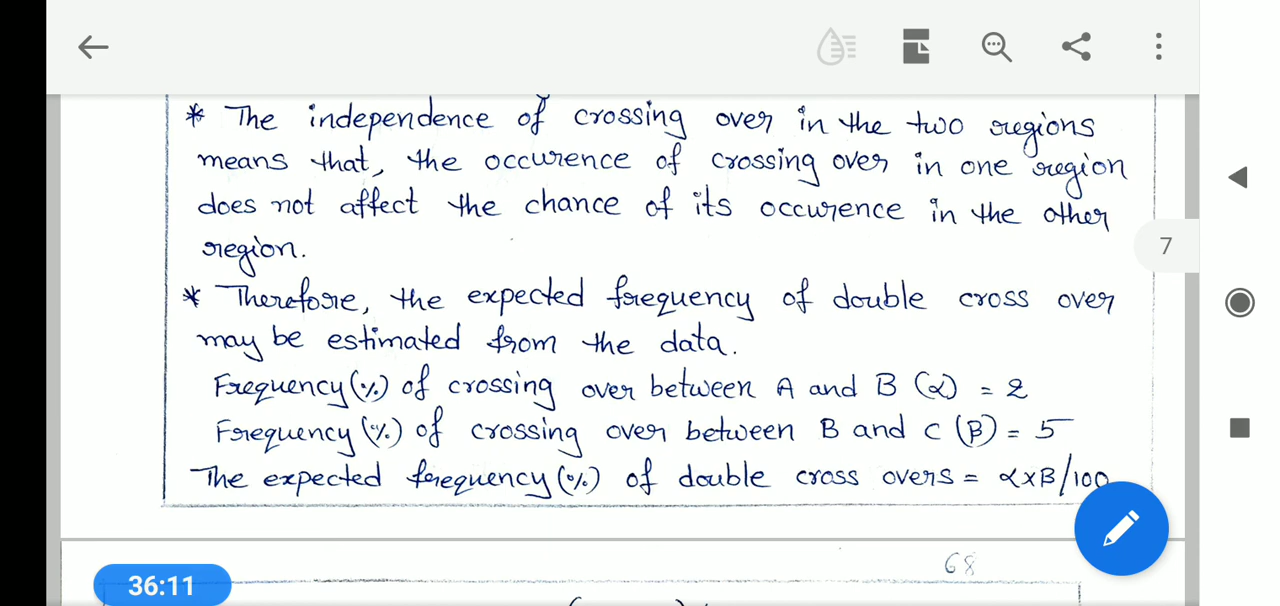 * The independence of crossing over in the two regions
means that, the occurence of crossing over in one region
does not affect the chance of its occurence in the other
region.
7
* Therefore, the expected frequency of double cross over
may be estimated from the data.
Frequency (%) of crossing over between A and B (α) = 2
Frequency (%) of crossing over between B and C (β) = 5
The expected frequency (%) of double cross overs = α×β/100
68
36:11